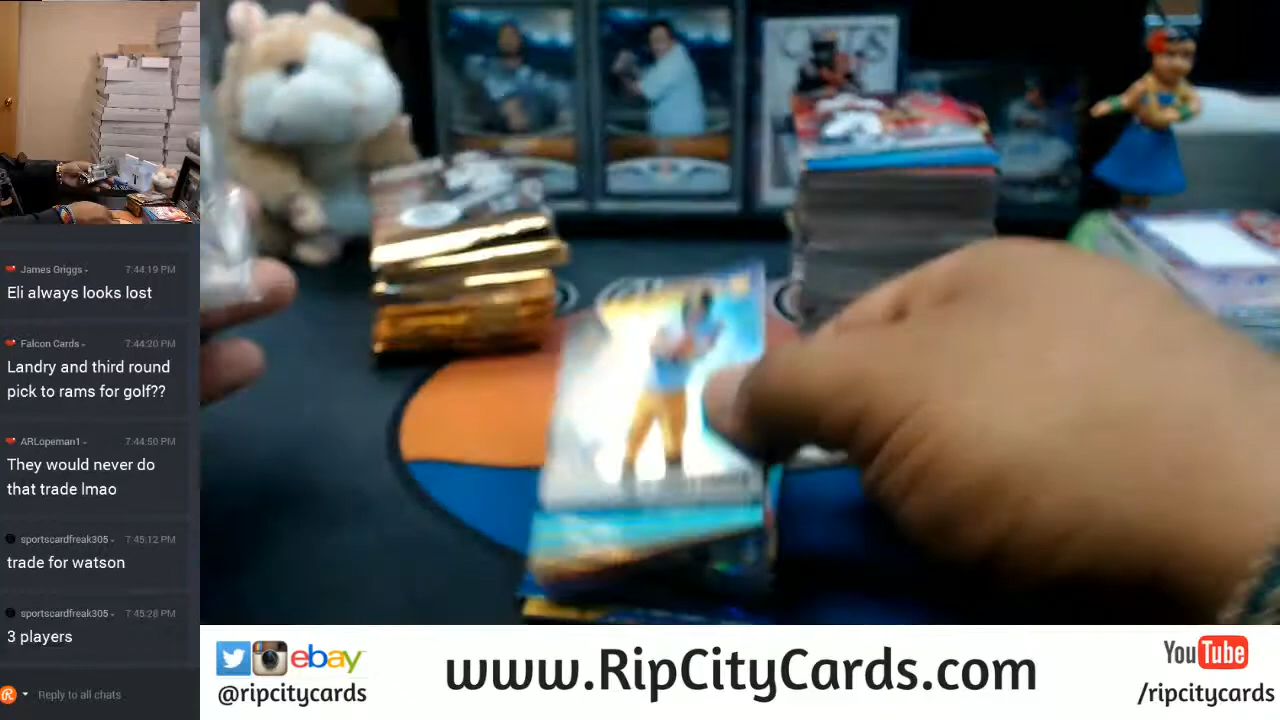 James Griggs 7:44:19 PM
Eli always looks lost
Falcon Cards 7:44:20 PM
Landry and third round
pick to rams for golf??
ARLopeman1 7:44:50 PM
They would never do
that trade lmao
sportscardfreak305 7:45:12 PM
trade for watson
sportscardfreak305 7:45:28 PM
3 players
Reply to all chats
ebay
@ripcitycards
www.RipCityCards.com
YouTube
/ripcitycards